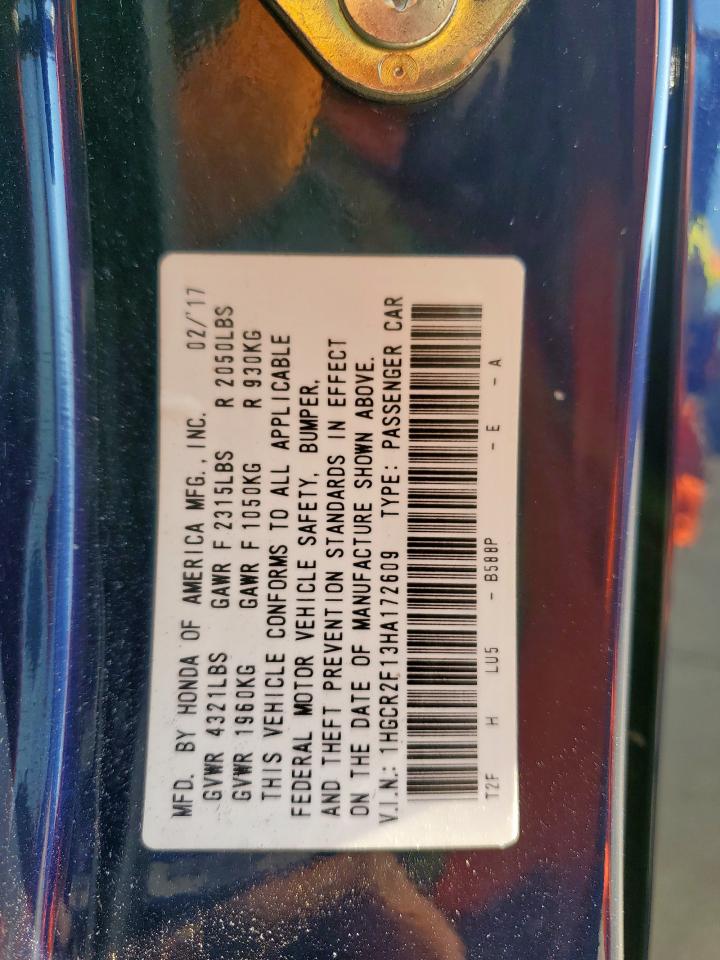 MFD. BY HONDA OF AMERICA MFG., INC. 02/'17
GVWR 4321LBS GAWR F 2315LBS R 2050LBS
GVWR 1960KG GAWR F 1050KG R 930KG
THIS VEHICLE CONFORMS TO ALL APPLICABLE
FEDERAL MOTOR VEHICLE SAFETY, BUMPER,
AND THEFT PREVENTION STANDARDS IN EFFECT
ON THE DATE OF MANUFACTURE SHOWN ABOVE.
V.I.N.: 1HGCR2F13HA172609 TYPE: PASSENGER CAR
T2F H LU5 - B588P - E - A